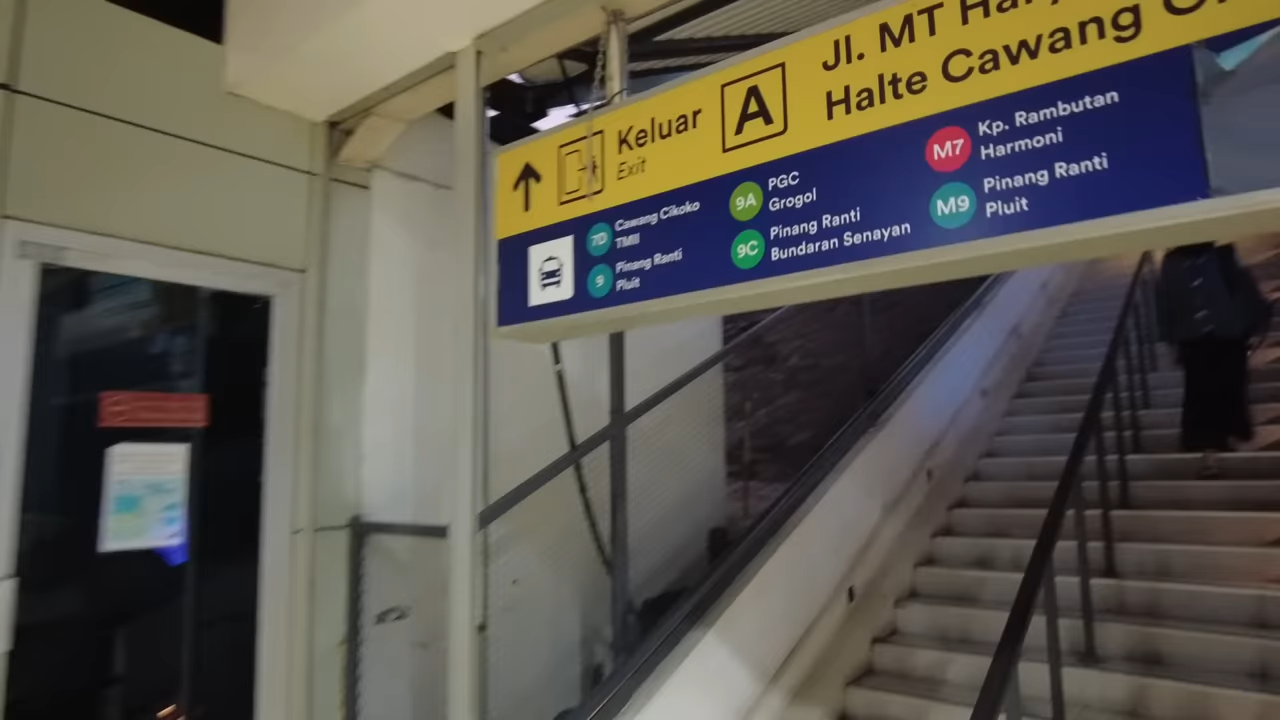 Jl. MT
Halte Cawang
Keluar
Exit
A
7D
Cawang Cikoko
TMII
9
Pinang Ranti
Pluit
9A
PGC
Grogol
9C
Pinang Ranti
Bundaran Senayan
M7
Kp. Rambutan
Harmoni
M9
Pinang Ranti
Pluit